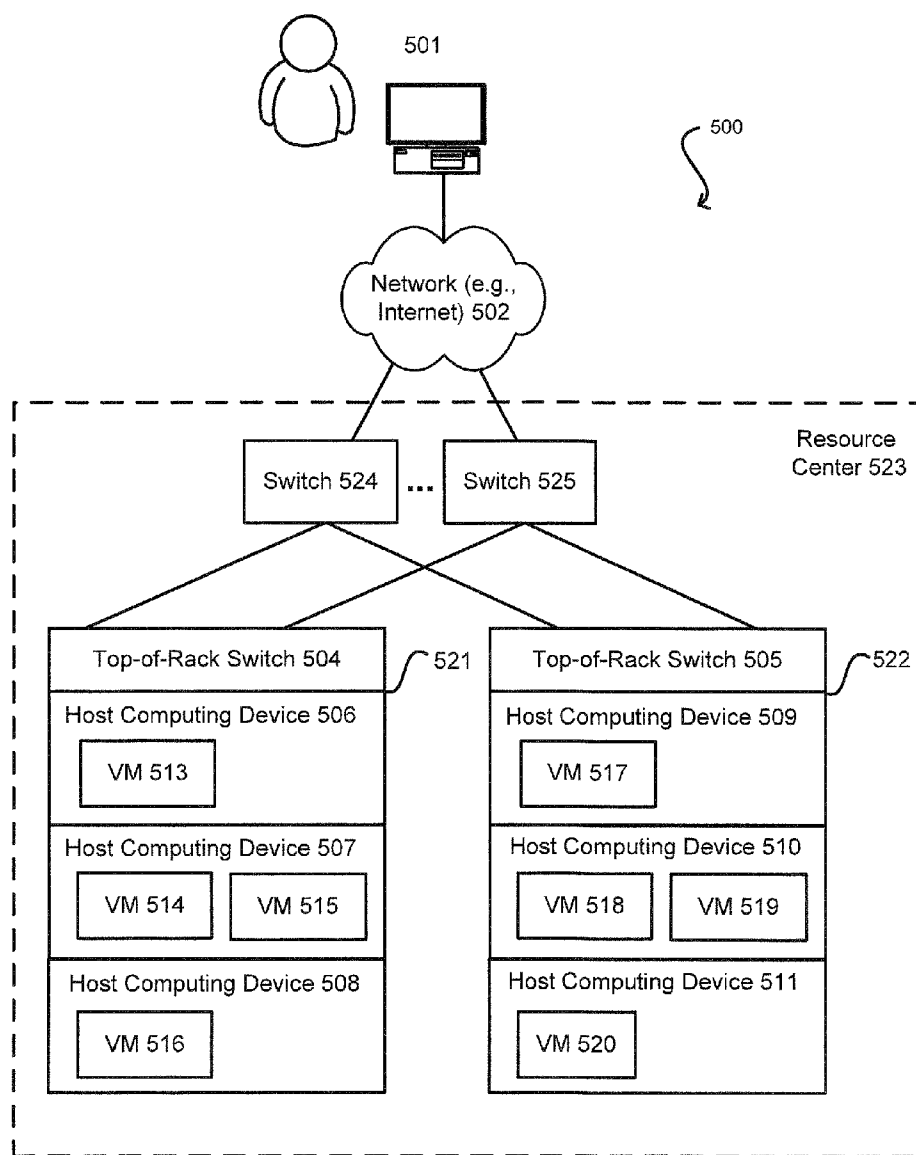 501
500
Network (e.g.,
Internet) 502
Resource
Center 523
Switch 524
...
Switch 525
Top-of-Rack Switch 504
521
Top-of-Rack Switch 505
522
Host Computing Device 506
VM 513
Host Computing Device 509
VM 517
Host Computing Device 507
VM 514
VM 515
Host Computing Device 510
VM 518
VM 519
Host Computing Device 508
VM 516
Host Computing Device 511
VM 520